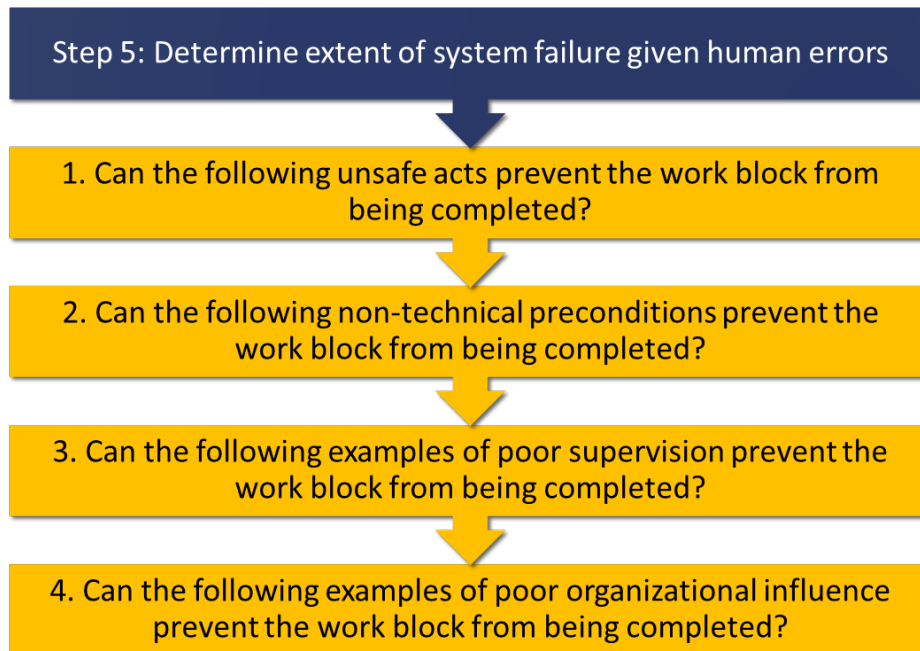 Step 5: Determine extent of system failure given human errors
1. Can the following unsafe acts prevent the work block from
being completed?
2. Can the following non-technical preconditions prevent the
work block from being completed?
3. Can the following examples of poor supervision prevent the
work block from being completed?
4. Can the following examples of poor organizational influence
prevent the work block from being completed?